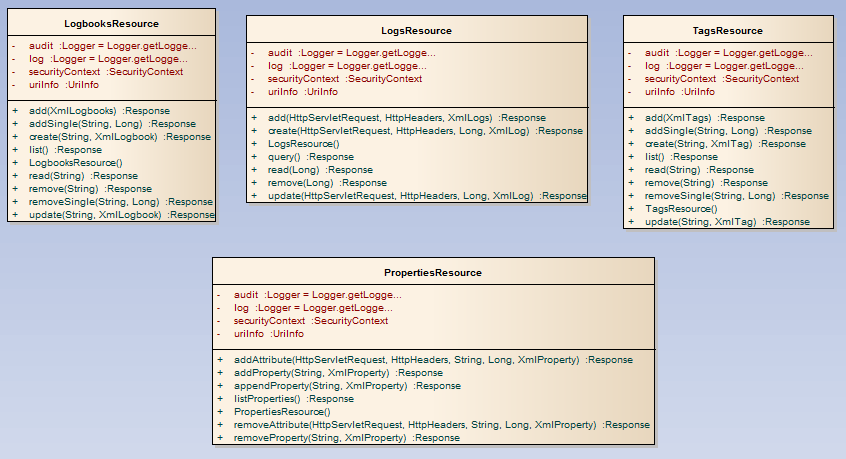 LogbooksResource
- audit :Logger = Logger.getLogge...
- log :Logger = Logger.getLogge...
- securityContext :SecurityContext
- uriInfo :UriInfo
+ add(XmlLogbooks) :Response
+ addSingle(String, Long) :Response
+ create(String, XmlLogbook) :Response
+ list() :Response
+ LogbooksResource()
+ read(String) :Response
+ remove(String) :Response
+ removeSingle(String, Long) :Response
+ update(String, XmlLogbook) :Response
LogsResource
- audit :Logger = Logger.getLogge...
- log :Logger = Logger.getLogge...
- securityContext :SecurityContext
- uriInfo :UriInfo
+ add(HttpServletRequest, HttpHeaders, XmlLogs) :Response
+ create(HttpServletRequest, HttpHeaders, Long, XmlLog) :Response
+ LogsResource()
+ query() :Response
+ read(Long) :Response
+ remove(Long) :Response
+ update(HttpServletRequest, HttpHeaders, Long, XmlLog) :Response
TagsResource
- audit :Logger = Logger.getLogge...
- log :Logger = Logger.getLogge...
- securityContext :SecurityContext
- uriInfo :UriInfo
+ add(XmlTags) :Response
+ addSingle(String, Long) :Response
+ create(String, XmlTag) :Response
+ list() :Response
+ read(String) :Response
+ remove(String) :Response
+ removeSingle(String, Long) :Response
+ TagsResource()
+ update(String, XmlTag) :Response
PropertiesResource
- audit :Logger = Logger.getLogge...
- log :Logger = Logger.getLogge...
- securityContext :SecurityContext
- uriInfo :UriInfo
+ addAttribute(HttpServletRequest, HttpHeaders, String, Long, XmlProperty) :Response
+ addProperty(String, XmlProperty) :Response
+ appendProperty(String, XmlProperty) :Response
+ listProperties() :Response
+ PropertiesResource()
+ removeAttribute(HttpServletRequest, HttpHeaders, String, Long, XmlProperty) :Response
+ removeProperty(String, XmlProperty) :Response